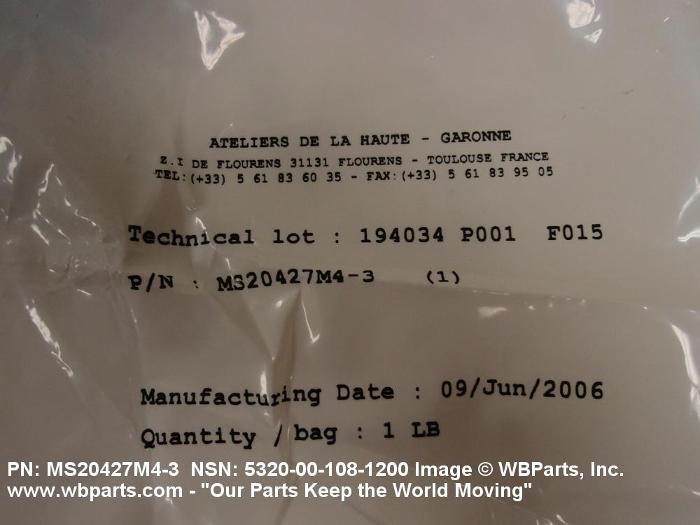 ATELIERS DE LA HAUTE - GARONNE
Z.I DE FLOURENS 31131 FLOURENS - TOULOUSE FRANCE
TEL:(+33) 5 61 83 60 35 - FAX:(+33) 5 61 83 95 05
Technical lot : 194034 P001 F015
P/N : MS20427M4-3 (1)
Manufacturing Date : 09/Jun/2006
Quantity / bag : 1 LB
PN: MS20427M4-3 NSN: 5320-00-108-1200 Image © WBParts, Inc.
www.wbparts.com - "Our Parts Keep the World Moving"